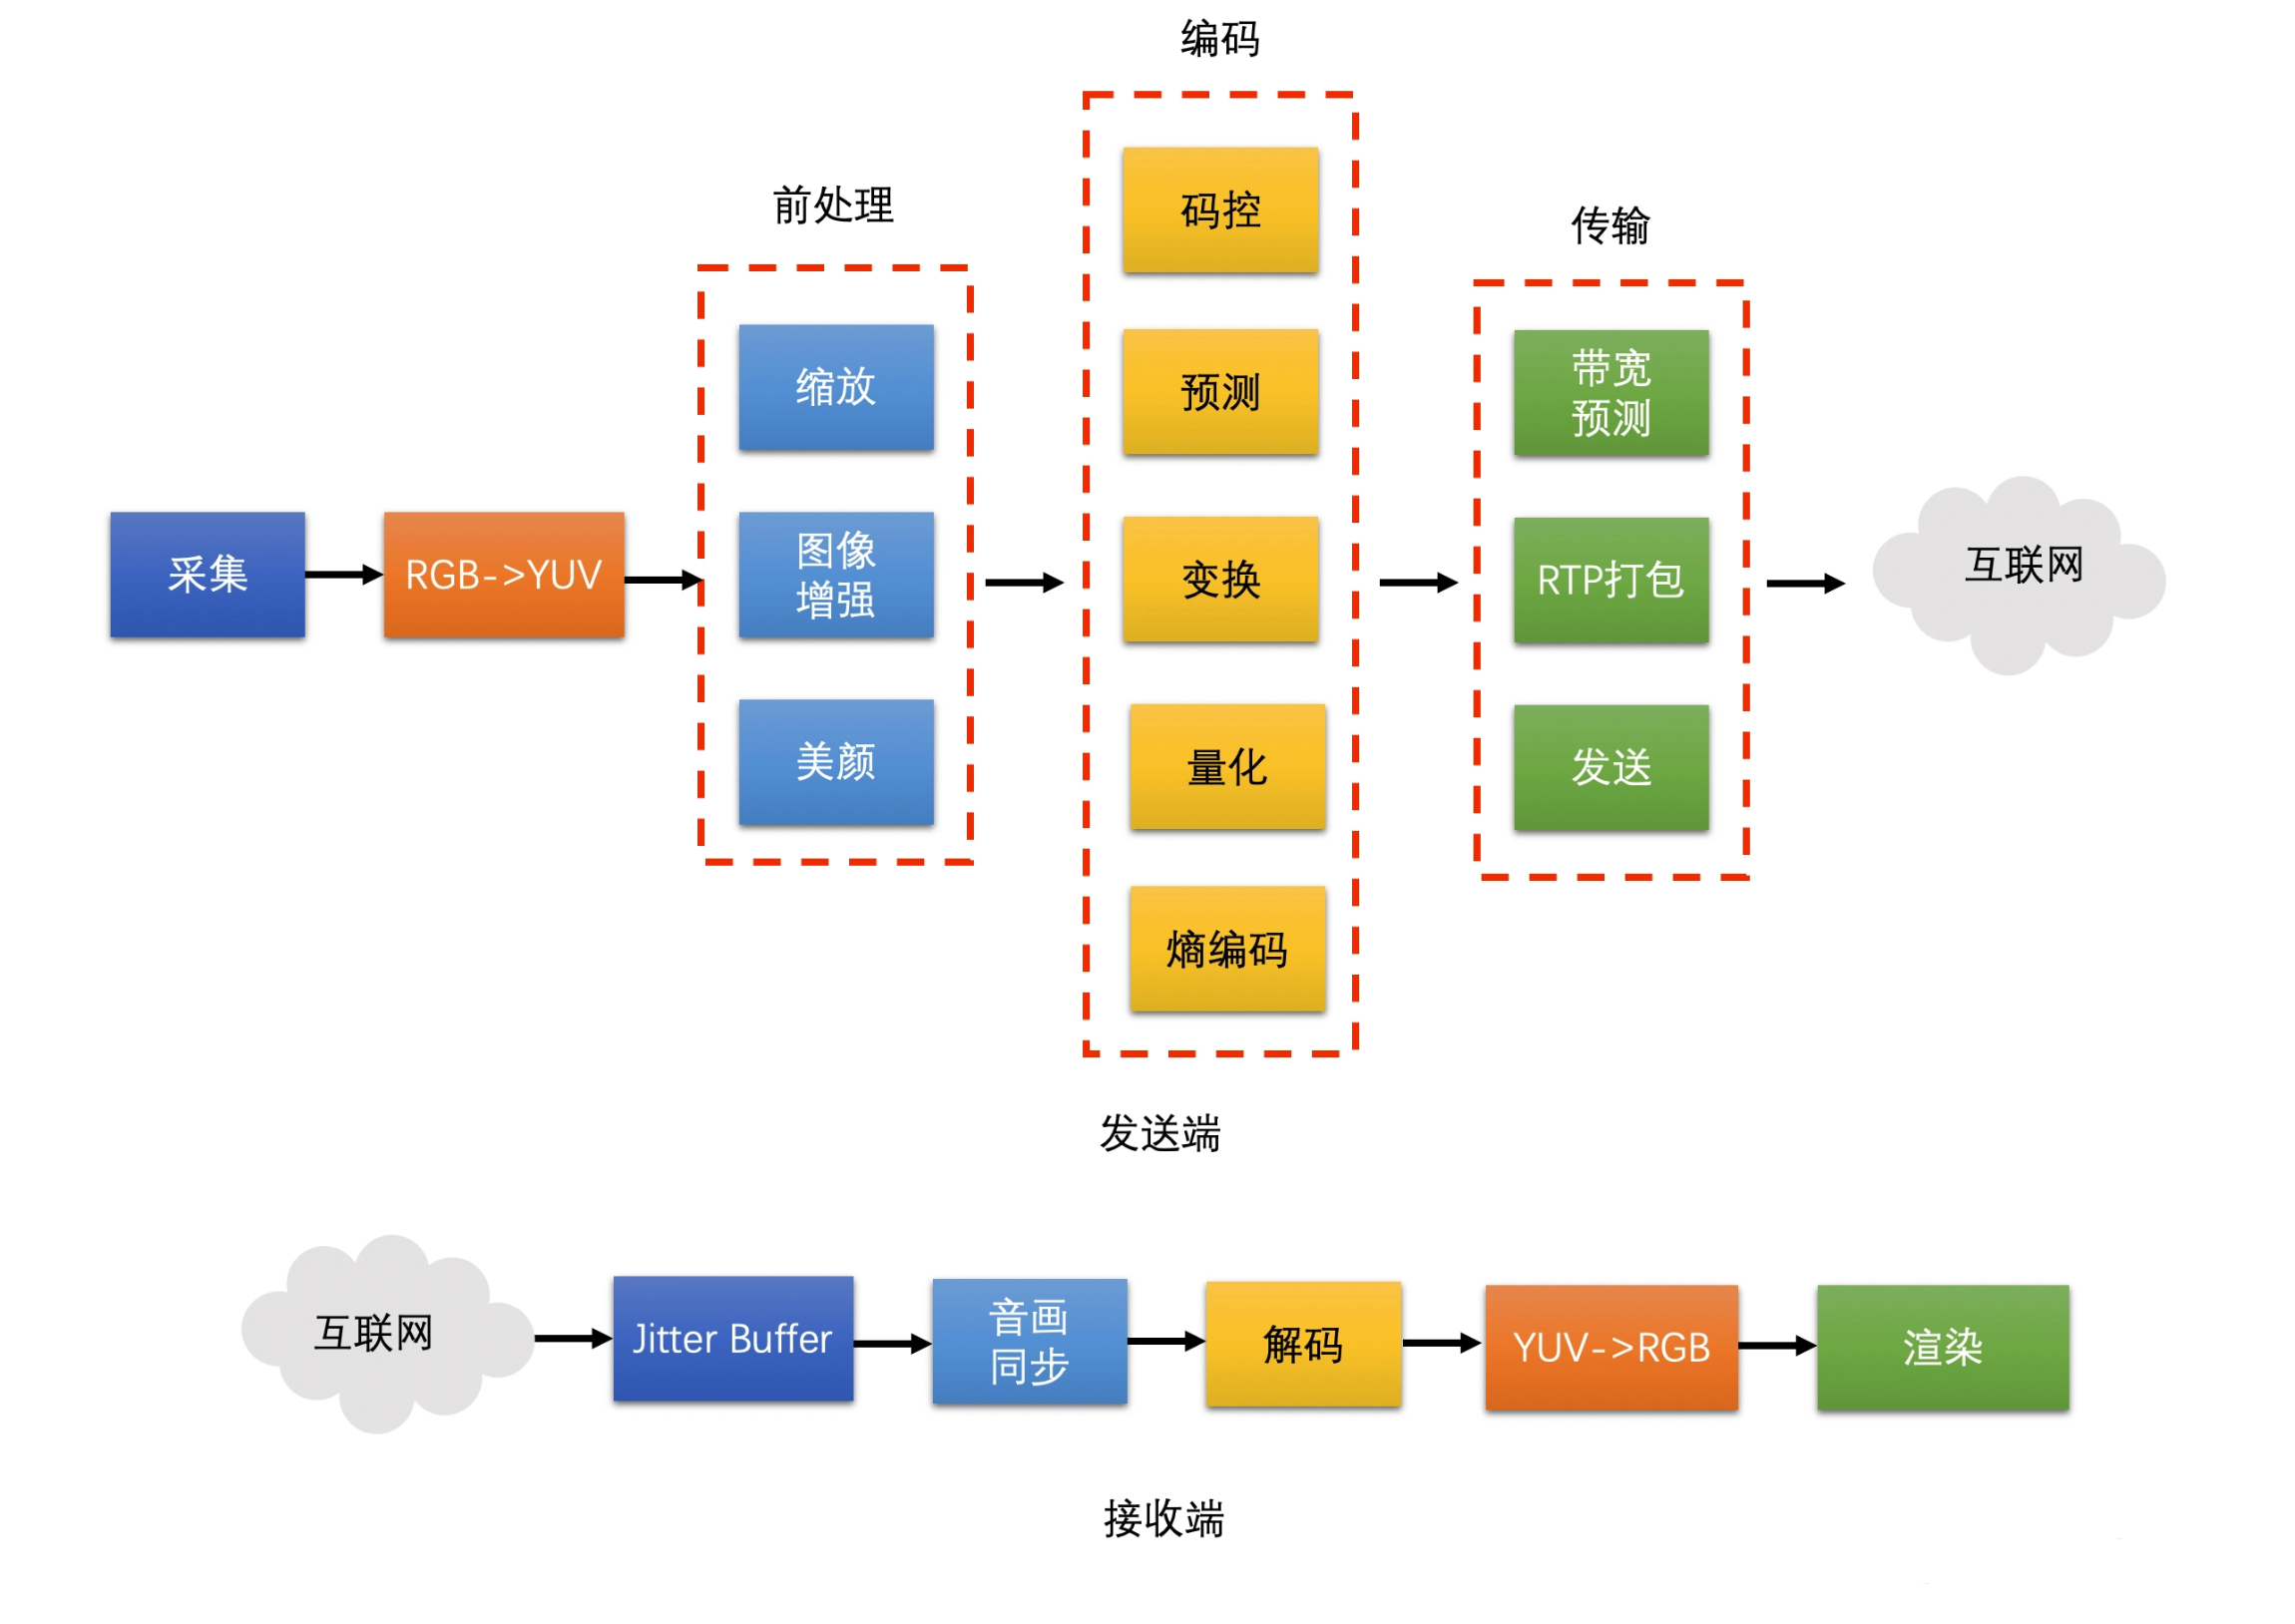 编码
前处理
传输
采集
RGB->YUV
缩放
图像
增强
美颜
码控
预测
变换
量化
熵编码
带宽
预测
RTP打包
发送
互联网
发送端
互联网
Jitter Buffer
音画
同步
解码
YUV->RGB
渲染
接收端